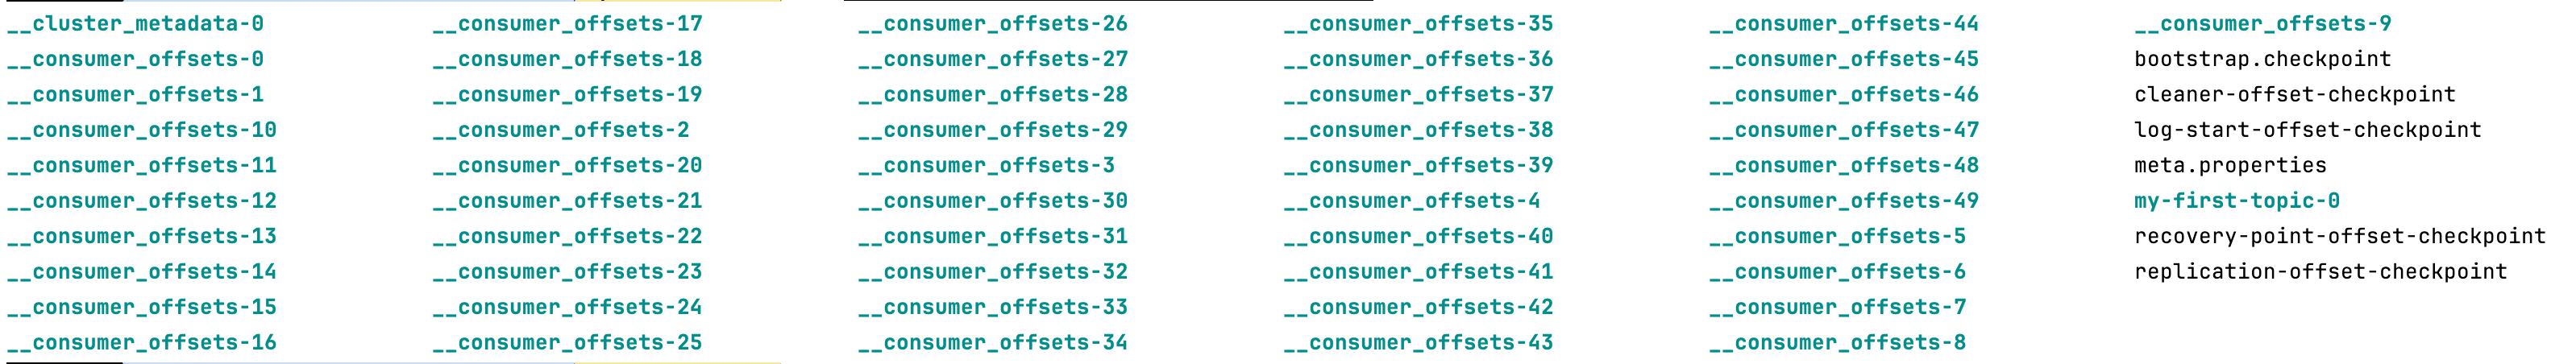 __cluster_metadata-0 __consumer_offsets-17 __consumer_offsets-26 __consumer_offsets-35 __consumer_offsets-44 __consumer_offsets-9
__consumer_offsets-0 __consumer_offsets-18 __consumer_offsets-27 __consumer_offsets-36 __consumer_offsets-45 bootstrap.checkpoint
__consumer_offsets-1 __consumer_offsets-19 __consumer_offsets-28 __consumer_offsets-37 __consumer_offsets-46 cleaner-offset-checkpoint
__consumer_offsets-10 __consumer_offsets-2 __consumer_offsets-29 __consumer_offsets-38 __consumer_offsets-47 log-start-offset-checkpoint
__consumer_offsets-11 __consumer_offsets-20 __consumer_offsets-3 __consumer_offsets-39 __consumer_offsets-48 meta.properties
__consumer_offsets-12 __consumer_offsets-21 __consumer_offsets-30 __consumer_offsets-4 __consumer_offsets-49 my-first-topic-0
__consumer_offsets-13 __consumer_offsets-22 __consumer_offsets-31 __consumer_offsets-40 __consumer_offsets-5 recovery-point-offset-checkpoint
__consumer_offsets-14 __consumer_offsets-23 __consumer_offsets-32 __consumer_offsets-41 __consumer_offsets-6 replication-offset-checkpoint
__consumer_offsets-15 __consumer_offsets-24 __consumer_offsets-33 __consumer_offsets-42 __consumer_offsets-7
__consumer_offsets-16 __consumer_offsets-25 __consumer_offsets-34 __consumer_offsets-43 __consumer_offsets-8